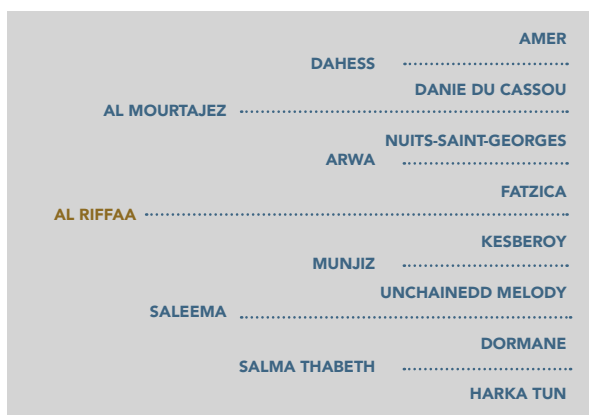 AMER
DAHESS
DANIE DU CASSOU
AL MOURTAJEZ
NUITS-SAINT-GEORGES
ARWA
FATZICA
AL RIFFAA
KESBEROY
MUNJIZ
UNCHAINEDD MELODY
SALEEMA
DORMANE
SALMA THABETH
HARKA TUN